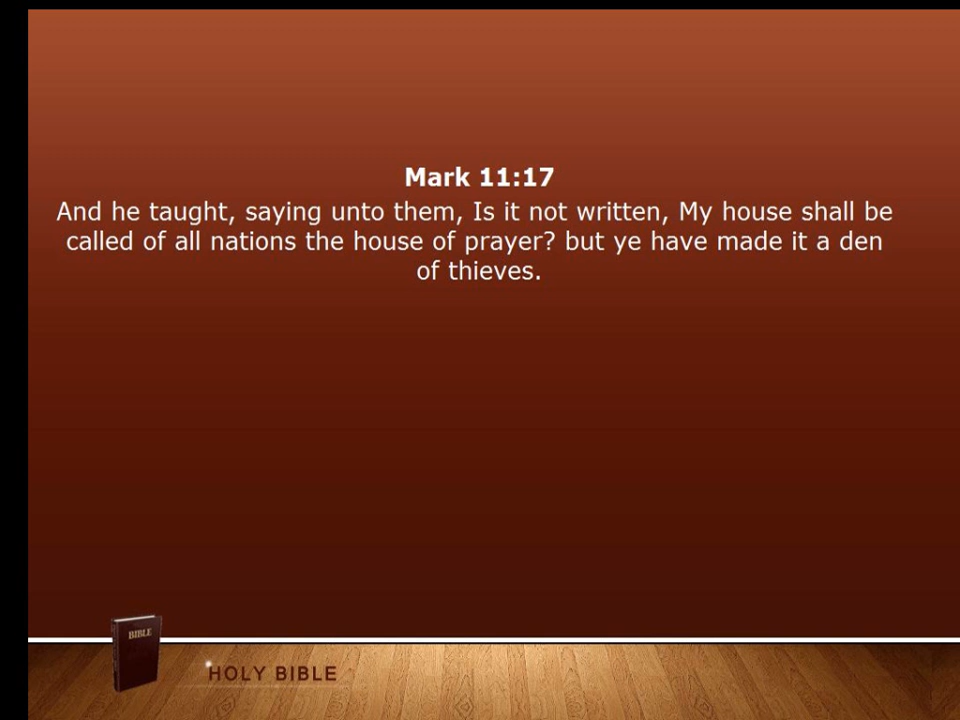 Mark 11:17
And he taught, saying unto them, Is it not written, My house shall be
called of all nations the house of prayer? but ye have made it a den
of thieves.
BIBLE
HOLY BIBLE